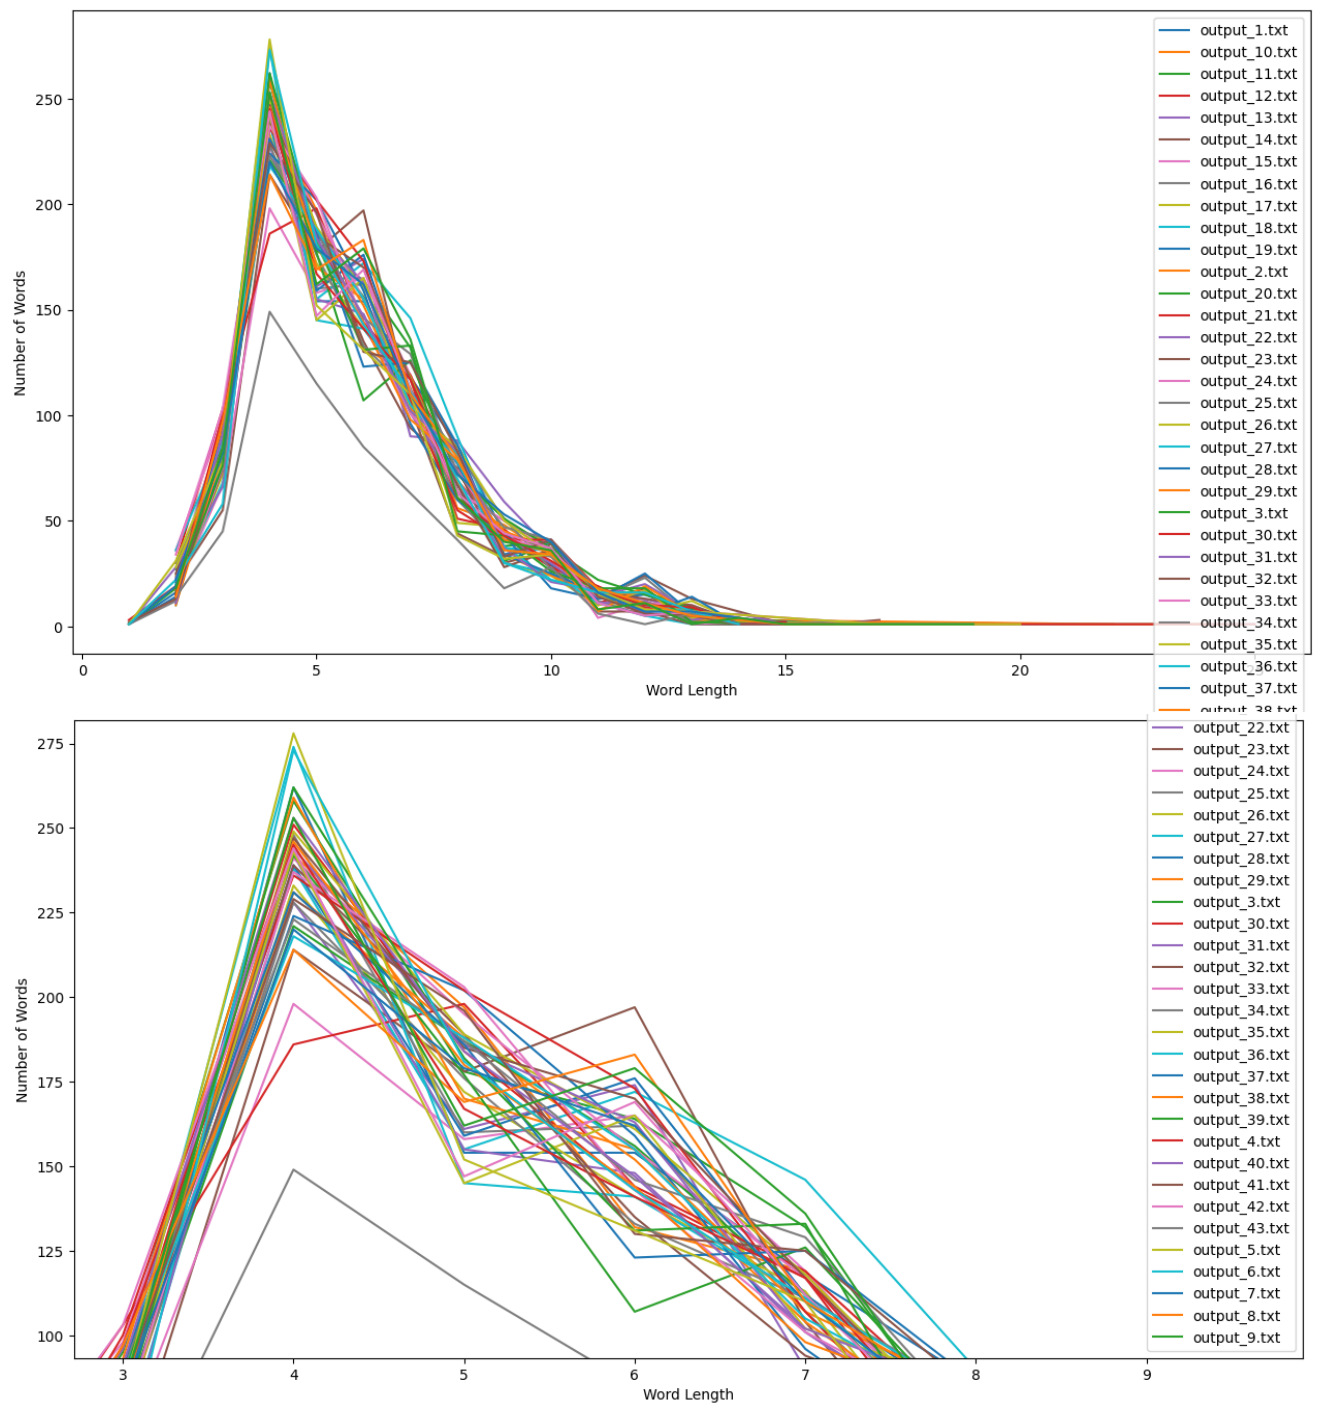 output_1.txt
output_10.txt
output_11.txt
output_12.txt
output_13.txt
output_14.txt
output_15.txt
output_16.txt
output_17.txt
output_18.txt
output_19.txt
output_2.txt
output_20.txt
output_21.txt
output_22.txt
output_23.txt
output_24.txt
output_25.txt
output_26.txt
output_27.txt
output_28.txt
output_29.txt
output_3.txt
output_30.txt
output_31.txt
output_32.txt
output_33.txt
output_34.txt
output_35.txt
output_36.txt
output_37.txt
output_38.txt
250
200
150
100
50
0
Number of Words
0 5 10 15 20 25
Word Length
output_22.txt
output_23.txt
output_24.txt
output_25.txt
output_26.txt
output_27.txt
output_28.txt
output_29.txt
output_3.txt
output_30.txt
output_31.txt
output_32.txt
output_33.txt
output_34.txt
output_35.txt
output_36.txt
output_37.txt
output_38.txt
output_39.txt
output_4.txt
output_40.txt
output_41.txt
output_42.txt
output_43.txt
output_5.txt
output_6.txt
output_7.txt
output_8.txt
output_9.txt
275
250
225
200
175
150
125
100
Number of Words
3 4 5 6 7 8 9
Word Length